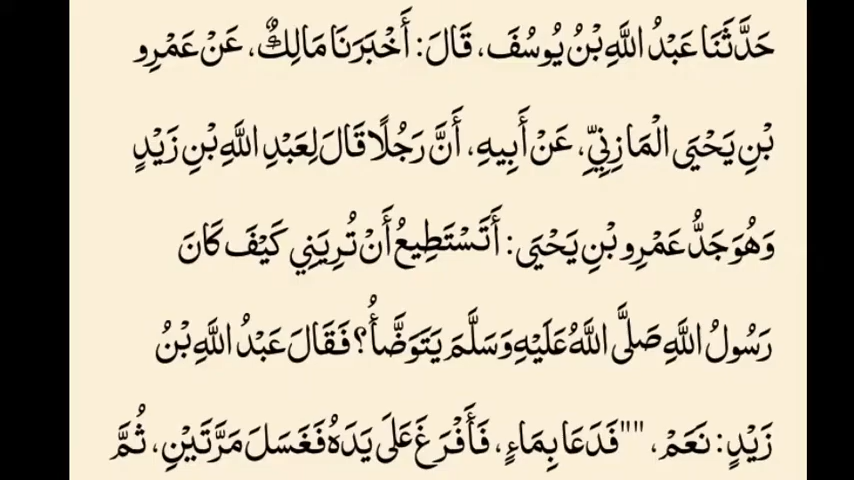 حَدَّثَنَا عَبْدُ اللَّهِ بْنُ يُوسُفَ، قَالَ: أَخْبَرَنَا مَالِكٌ، عَنْ عَمْرِو
بْنِ يَحْيَى الْمَازِنِيِّ، عَنْ أَبِيهِ، أَنَّ رَجُلًا قَالَ لِعَبْدِ اللَّهِ بْنِ زَيْدٍ
وَهُوَ جَدُّ عَمْرِو بْنِ يَحْيَى: أَتَسْتَطِيعُ أَنْ تُرِيَنِي كَيْفَ كَانَ
رَسُولُ اللَّهِ صَلَّى اللَّهُ عَلَيْهِ وَسَلَّمَ يَتَوَضَّأُ؟ فَقَالَ عَبْدُ اللَّهِ بْنُ
زَيْدٍ: نَعَمْ، ""فَدَعَا بِمَاءٍ، فَأَفْرَغَ عَلَى يَدَهُ فَغَسَلَ مَرَّتَيْنِ، ثُمَّ